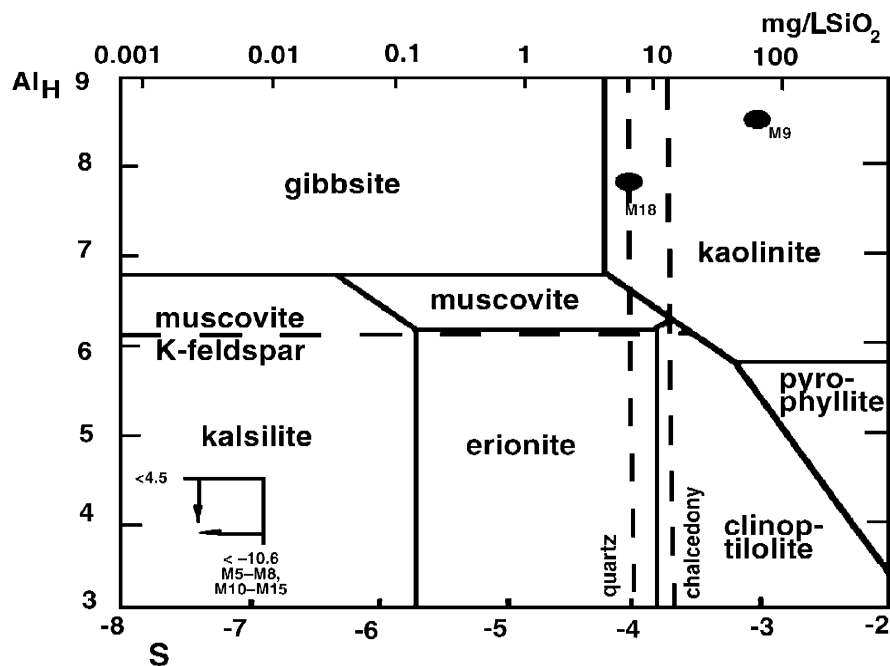 mg/LSiO2
0.001 0.01 0.1 1 10 100
AlH 9
M9
8
gibbsite
M18
7
kaolinite
muscovite
muscovite
6
K-feldspar
pyro-
phyllite
5
kalsilite
erionite
<4.5
4
clinop-
tilolite
quartz
chalcedony
< –10.6
M5–M8,
M10–M15
3
-8 -7 -6 -5 -4 -3 -2
S